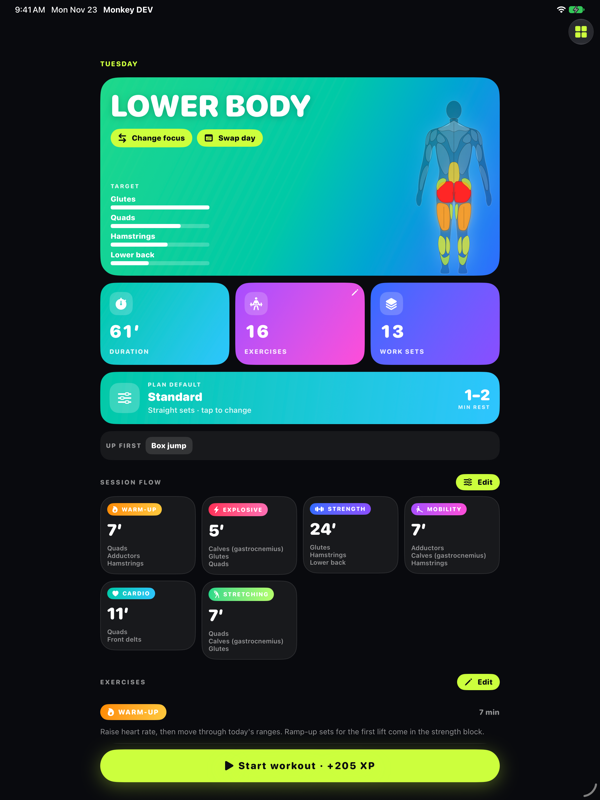 9:41 AM Mon Nov 23 Monkey DEV
TUESDAY
LOWER BODY
Change focus
Swap day
TARGET
Glutes
Quads
Hamstrings
Lower back
61′
DURATION
16
EXERCISES
13
WORK SETS
PLAN DEFAULT
Standard
Straight sets · tap to change
1–2
MIN REST
UP FIRST Box jump
SESSION FLOW
Edit
WARM-UP
7′
Quads
Adductors
Hamstrings
EXPLOSIVE
5′
Calves (gastrocnemius)
Glutes
Quads
STRENGTH
24′
Glutes
Hamstrings
Lower back
MOBILITY
7′
Adductors
Calves (gastrocnemius)
Hamstrings
CARDIO
11′
Quads
Front delts
STRETCHING
7′
Quads
Calves (gastrocnemius)
Glutes
EXERCISES
Edit
WARM-UP
7 min
Raise heart rate, then move through today's ranges. Ramp-up sets for the first lift come in the strength block.
Start workout · +205 XP